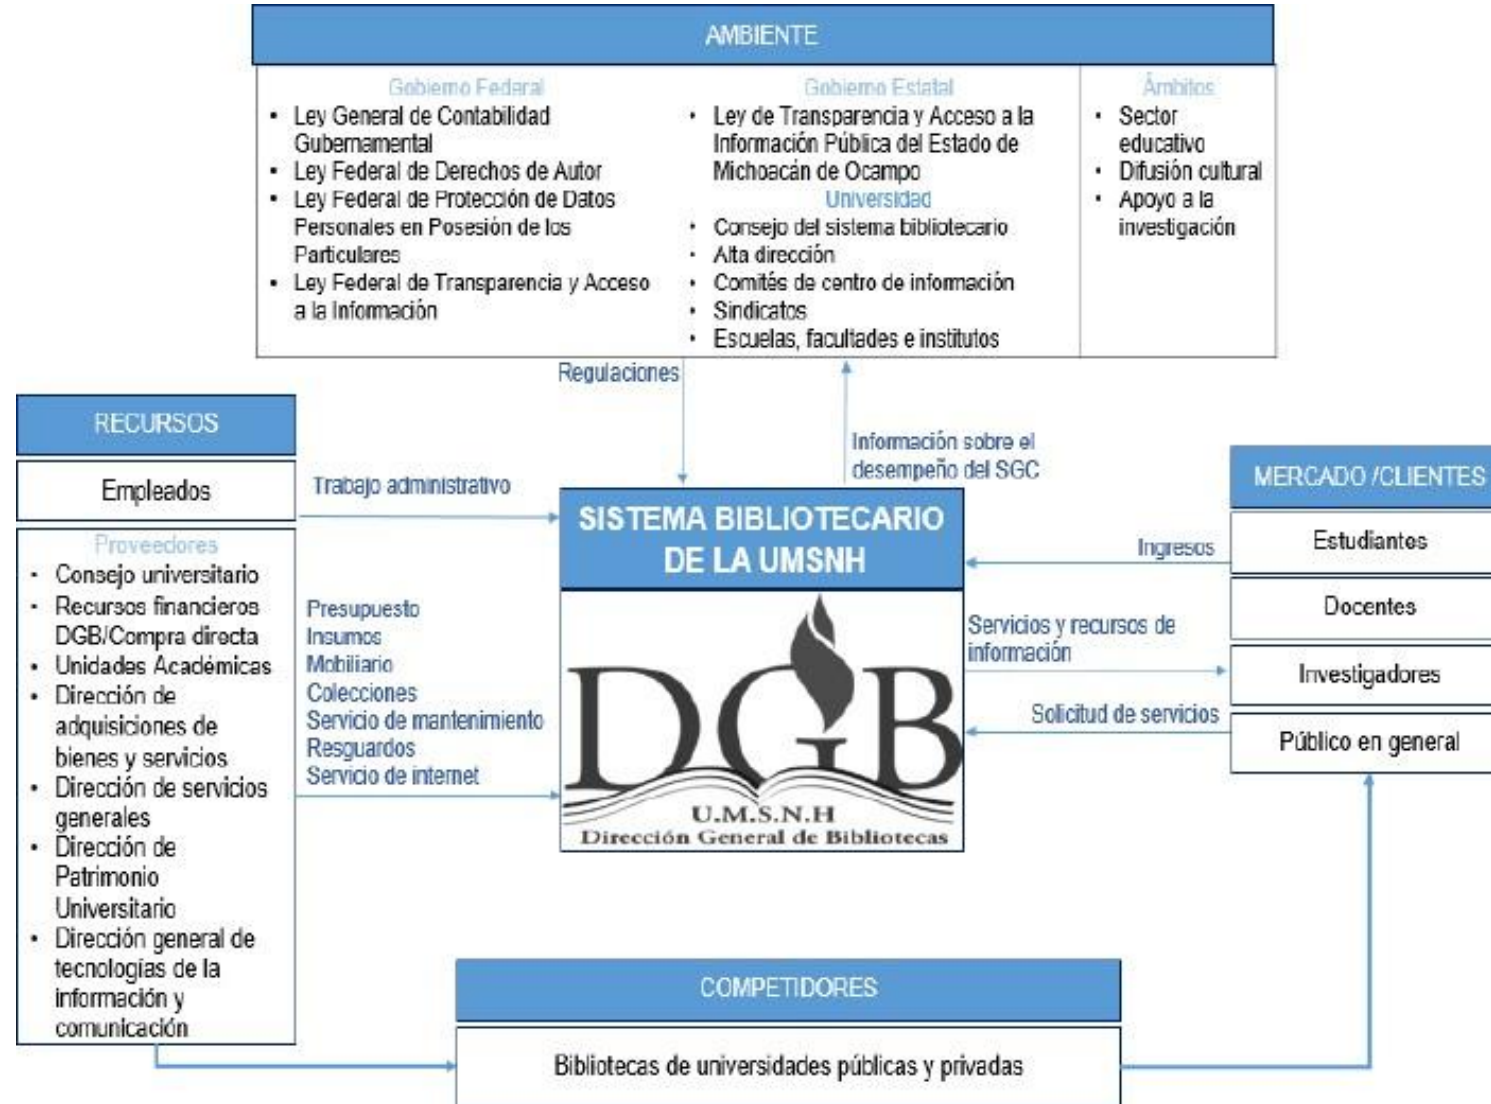 AMBIENTE
Gobierno Federal
• Ley General de Contabilidad
Gubernamental
• Ley Federal de Derechos de Autor
• Ley Federal de Protección de Datos
Personales en Posesión de los
Particulares
• Ley Federal de Transparencia y Acceso
a la Información
Gobierno Estatal
• Ley de Transparencia y Acceso a la
Información Pública del Estado de
Michoacán de Ocampo
Universidad
• Consejo del sistema bibliotecario
• Alta dirección
• Comités de centro de información
• Sindicatos
• Escuelas, facultades e institutos
Ámbitos
• Sector
educativo
• Difusión cultural
• Apoyo a la
investigación
Regulaciones
Información sobre el
desempeño del SGC
RECURSOS
Empleados
Proveedores
• Consejo universitario
• Recursos financieros
DGB/Compra directa
• Unidades Académicas
• Dirección de
adquisiciones de
bienes y servicios
• Dirección de servicios
generales
• Dirección de
Patrimonio
Universitario
• Dirección general de
tecnologías de la
información y
comunicación
Trabajo administrativo
Presupuesto
Insumos
Mobiliario
Colecciones
Servicio de mantenimiento
Resguardos
Servicio de internet
SISTEMA BIBLIOTECARIO
DE LA UMSNH
DGB
U.M.S.N.H
Dirección General de Bibliotecas
Ingresos
Servicios y recursos de
información
Solicitud de servicios
MERCADO /CLIENTES
Estudiantes
Docentes
Investigadores
Público en general
COMPETIDORES
Bibliotecas de universidades públicas y privadas